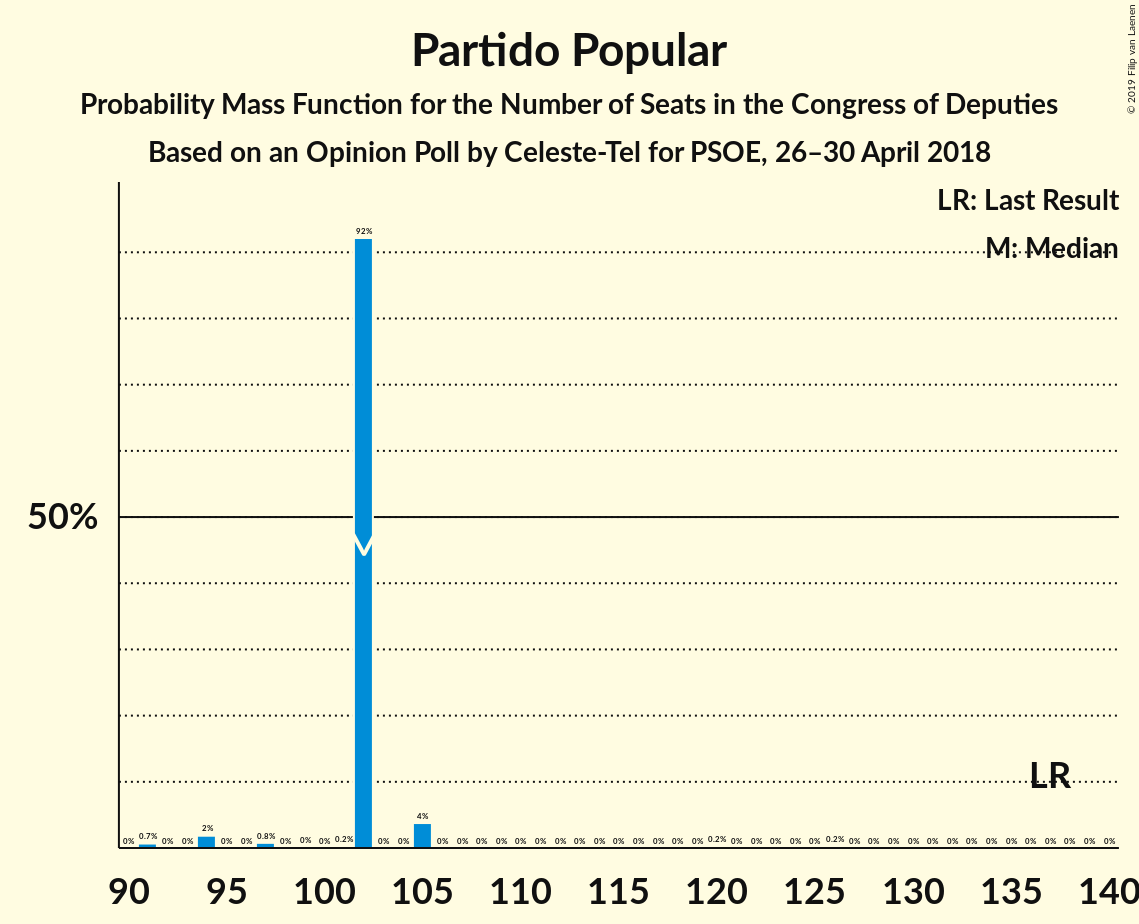 Partido Popular
Probability Mass Function for the Number of Seats in the Congress of Deputies
Based on an Opinion Poll by Celeste-Tel for PSOE, 26–30 April 2018
© 2019 Filip van Laenen
LR: Last Result
M: Median
50%
92%
LR
0% 0.7% 0% 0% 2% 0% 0% 0.8% 0% 0% 0% 0.2% 0% 0% 4% 0% 0% 0% 0% 0% 0% 0% 0% 0% 0% 0% 0% 0% 0% 0.2% 0% 0% 0% 0% 0% 0.2% 0% 0% 0% 0% 0% 0% 0% 0% 0% 0% 0% 0% 0% 0%
90 95 100 105 110 115 120 125 130 135 140